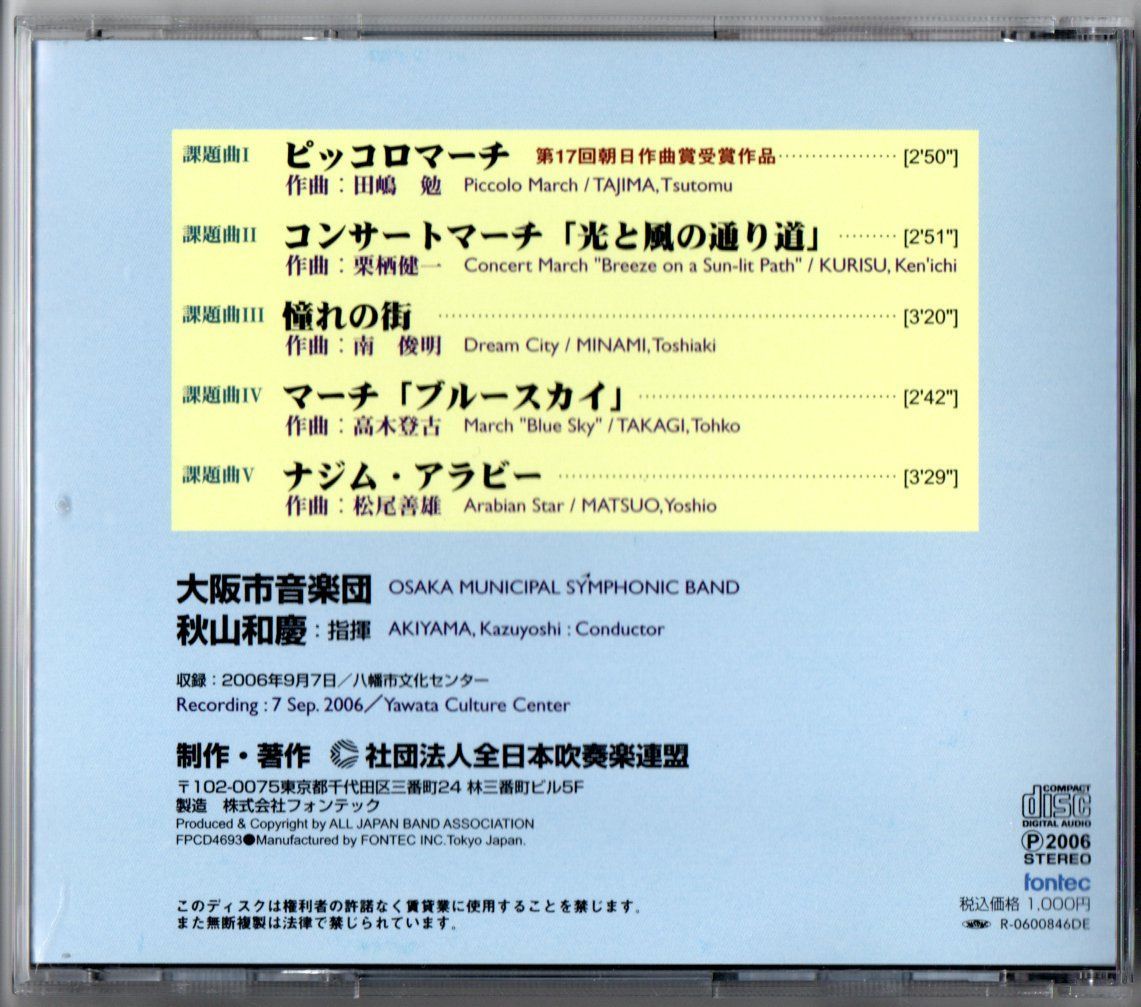 課題曲I ピッコロマーチ 第17回朝日作曲賞受賞作品 ·················· [2'50"]
作曲：田嶋 勉 Piccolo March / TAJIMA, Tsutomu
課題曲II コンサートマーチ「光と風の通り道」 ········· [2'51"]
作曲：栗栖健一 Concert March "Breeze on a Sun-lit Path" / KURISU, Ken'ichi
課題曲III 憧れの街 ········································ [3'20"]
作曲：南 俊明 Dream City / MINAMI, Toshiaki
課題曲IV マーチ「ブルースカイ」 ························ [2'42"]
作曲：高木登古 March "Blue Sky" / TAKAGI, Tohko
課題曲V ナジム・アラビー ································ [3'29"]
作曲：松尾善雄 Arabian Star / MATSUO, Yoshio
大阪市音楽団 OSAKA MUNICIPAL SYMPHONIC BAND
秋山和慶：指揮 AKIYAMA, Kazuyoshi : Conductor
収録：2006年9月7日／八幡市文化センター
Recording : 7 Sep. 2006／Yawata Culture Center
制作・著作 社団法人全日本吹奏楽連盟
〒102-0075東京都千代田区三番町24 林三番町ビル5F
製造 株式会社フォンテック
Produced & Copyright by ALL JAPAN BAND ASSOCIATION
FPCD4693●Manufactured by FONTEC INC.Tokyo Japan.
このディスクは権利者の許諾なく賃貸業に使用することを禁じます。
また無断複製は法律で禁じられています。
COMPACT
disc
DIGITAL AUDIO
Ⓟ2006
STEREO
fontec
税込価格 1,000円
R-0600846DE